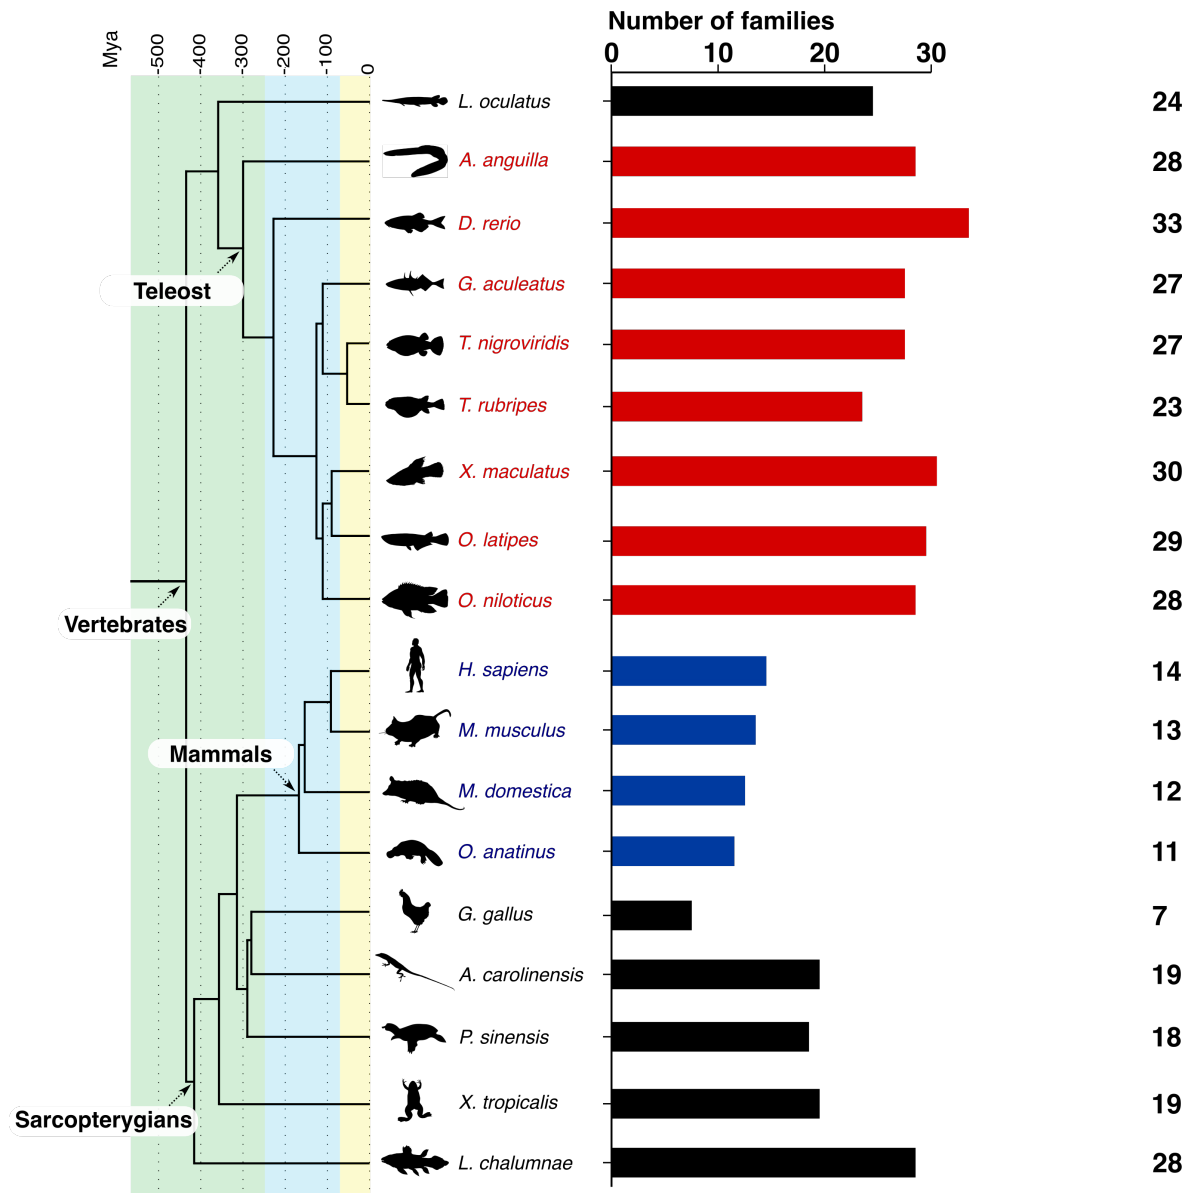 Number of families
Mya
-500
-400
-300
-200
-100
0
0 10 20 30
L. oculatus 24
A. anguilla 28
D. rerio 33
G. aculeatus 27
Teleost
T. nigroviridis 27
T. rubripes 23
X. maculatus 30
O. latipes 29
O. niloticus 28
Vertebrates
H. sapiens 14
M. musculus 13
Mammals
M. domestica 12
O. anatinus 11
G. gallus 7
A. carolinensis 19
P. sinensis 18
X. tropicalis 19
Sarcopterygians
L. chalumnae 28